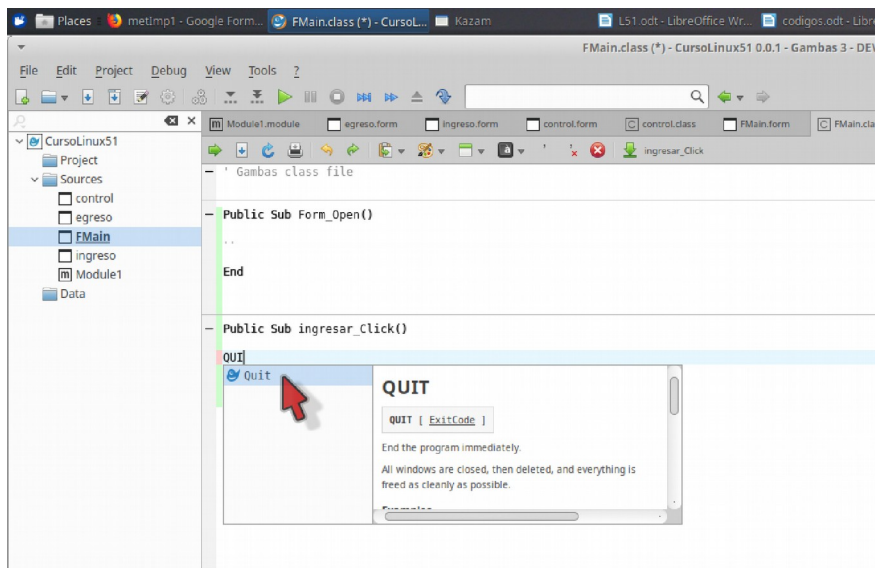 Places
metImp1 - Google Form...
FMain.class (*) - CursoL...
Kazam
L51.odt - LibreOffice Wr...
codigos.odt - Libre
FMain.class (*) - CursoLinux51 0.0.1 - Gambas 3 - DEV
File Edit Project Debug View Tools ?
Module1.module
egreso.form
ingreso.form
control.form
control.class
FMain.form
FMain.cla
CursoLinux51
Project
Sources
control
egreso
FMain
ingreso
Module1
Data
ingresar_Click
' Gambas class file
Public Sub Form_Open()
..
End
Public Sub ingresar_Click()
QUI
Quit
QUIT
QUIT [ ExitCode ]
End the program immediately.
All windows are closed, then deleted, and everything is
freed as cleanly as possible.